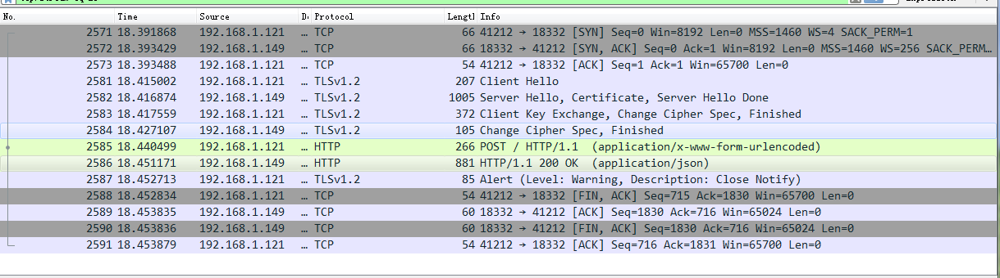 No. Time Source D Protocol Lengtl Info
2571 18.391868 192.168.1.121 … TCP 66 41212 → 18332 [SYN] Seq=0 Win=8192 Len=0 MSS=1460 WS=4 SACK_PERM=1
2572 18.393429 192.168.1.149 … TCP 66 18332 → 41212 [SYN, ACK] Seq=0 Ack=1 Win=8192 Len=0 MSS=1460 WS=256 SACK_PERM…
2573 18.393488 192.168.1.121 … TCP 54 41212 → 18332 [ACK] Seq=1 Ack=1 Win=65700 Len=0
2581 18.415002 192.168.1.121 … TLSv1.2 207 Client Hello
2582 18.416874 192.168.1.149 … TLSv1.2 1005 Server Hello, Certificate, Server Hello Done
2583 18.417559 192.168.1.121 … TLSv1.2 372 Client Key Exchange, Change Cipher Spec, Finished
2584 18.427107 192.168.1.149 … TLSv1.2 105 Change Cipher Spec, Finished
2585 18.440499 192.168.1.121 … HTTP 266 POST / HTTP/1.1 (application/x-www-form-urlencoded)
2586 18.451171 192.168.1.149 … HTTP 881 HTTP/1.1 200 OK (application/json)
2587 18.452713 192.168.1.121 … TLSv1.2 85 Alert (Level: Warning, Description: Close Notify)
2588 18.452834 192.168.1.121 … TCP 54 41212 → 18332 [FIN, ACK] Seq=715 Ack=1830 Win=65700 Len=0
2589 18.453835 192.168.1.149 … TCP 60 18332 → 41212 [ACK] Seq=1830 Ack=716 Win=65024 Len=0
2590 18.453836 192.168.1.149 … TCP 60 18332 → 41212 [FIN, ACK] Seq=1830 Ack=716 Win=65024 Len=0
2591 18.453879 192.168.1.121 … TCP 54 41212 → 18332 [ACK] Seq=716 Ack=1831 Win=65700 Len=0